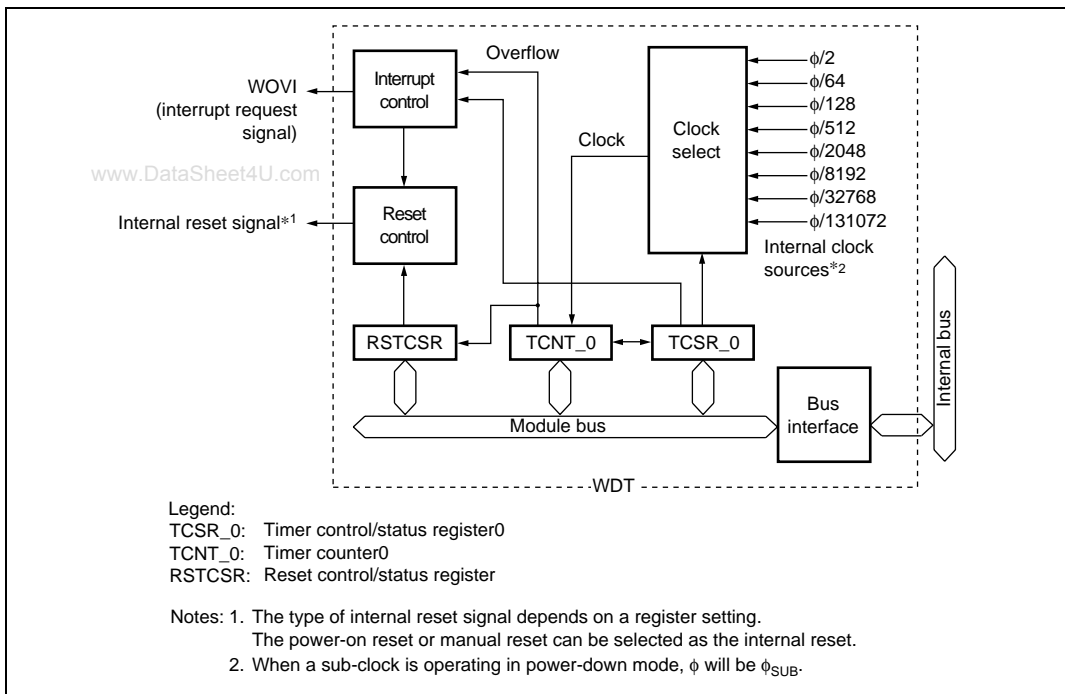 Overflow
WOVI
(interrupt request
signal)
Interrupt
control
Clock
Clock
select
ϕ/2
ϕ/64
ϕ/128
ϕ/512
ϕ/2048
ϕ/8192
ϕ/32768
ϕ/131072
www.DataSheet4U.com
Internal reset signal*1
Reset
control
Internal clock
sources*2
RSTCSR
TCNT_0
TCSR_0
Internal bus
Module bus
Bus
interface
WDT
Legend:
TCSR_0: Timer control/status register0
TCNT_0: Timer counter0
RSTCSR: Reset control/status register
Notes: 1. The type of internal reset signal depends on a register setting.
The power-on reset or manual reset can be selected as the internal reset.
2. When a sub-clock is operating in power-down mode, ϕ will be ϕSUB.